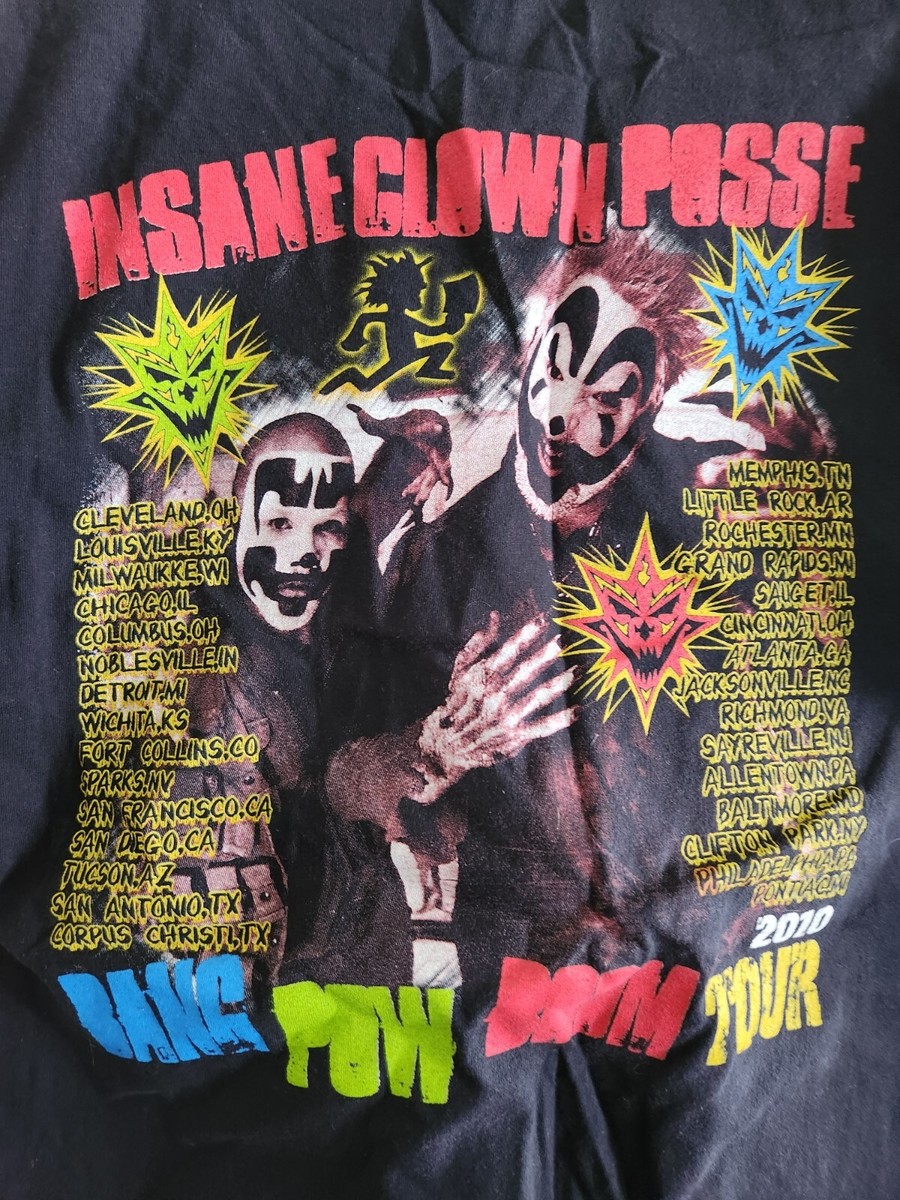 INSANE CLOWN POSSE
CLEVELAND.OH
LOUISVILLE.KY
MILWAUKKE.WI
CHICAGO.IL
COLUMBUS.OH
NOBLESVILLE.IN
DETROIT.MI
WICHITA.KS
FORT COLLINS.CO
SPARKS.NV
SAN FRANCISCO.CA
SAN DIEGO.CA
TUCSON.AZ
SAN ANTONIO.TX
CORPUS CHRISTI.TX
MEMPHIS.TN
LITTLE ROCK.AR
ROCHESTER.MN
GRAND RAPIDS.MI
SAUGET.IL
CINCINNATI.OH
ATLANTA.GA
JACKSONVILLE.NC
RICHMOND.VA
SAYREVILLE.NJ
ALLENTOWN.PA
BALTIMORE.MD
CLIFTON PARK.NY
PHILADELPHIA.PA
PONTIAC.MI
2010
BANG POW BOOM TOUR